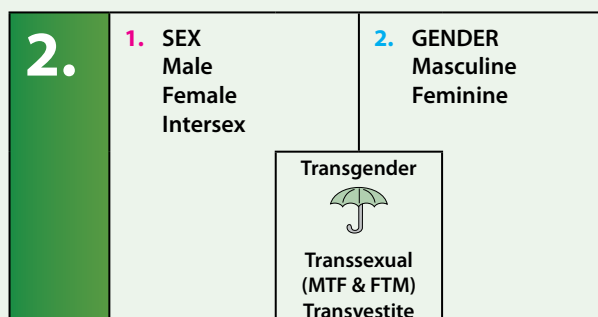 2.
1. SEX
Male
Female
Intersex
2. GENDER
Masculine
Feminine
Transgender
Transsexual
(MTF & FTM)
Transvestite